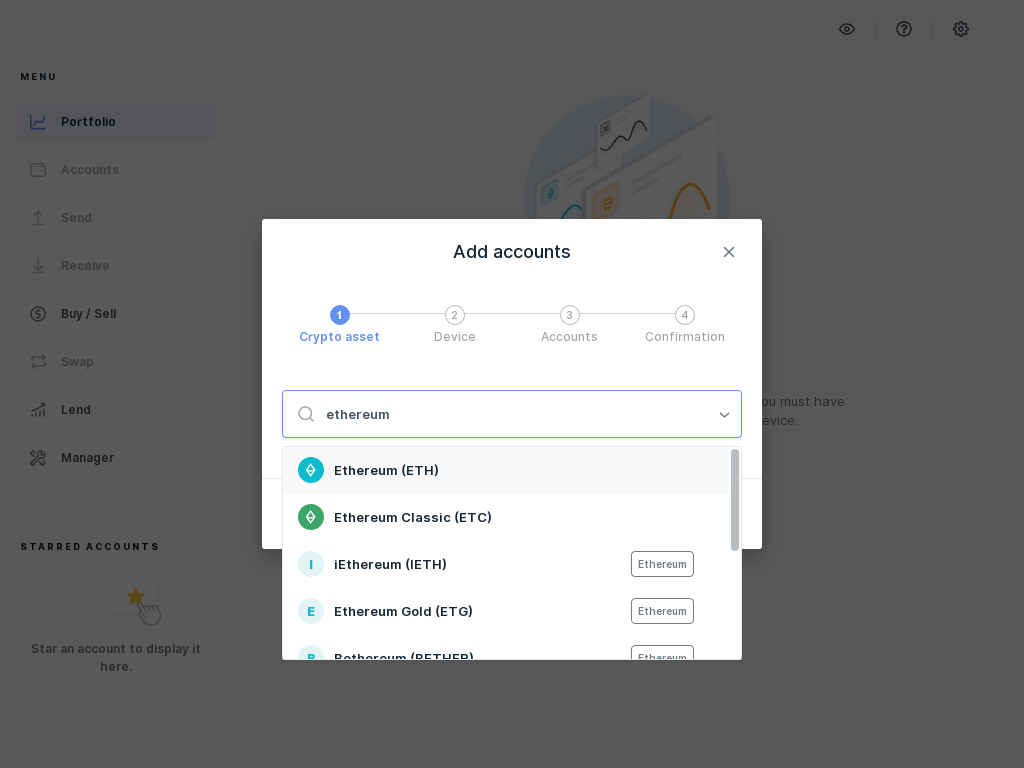 MENU
Portfolio
Accounts
Send
Receive
Buy / Sell
Swap
Lend
Manager
STARRED ACCOUNTS
Star an account to display it
here.
Add accounts
1
2
3
4
Crypto asset
Device
Accounts
Confirmation
ethereum
Ethereum (ETH)
Ethereum Classic (ETC)
I
iEthereum (IETH)
Ethereum
E
Ethereum Gold (ETG)
Ethereum
B
Bethereum (BETHER)
Ethereum
ou must have
evice.